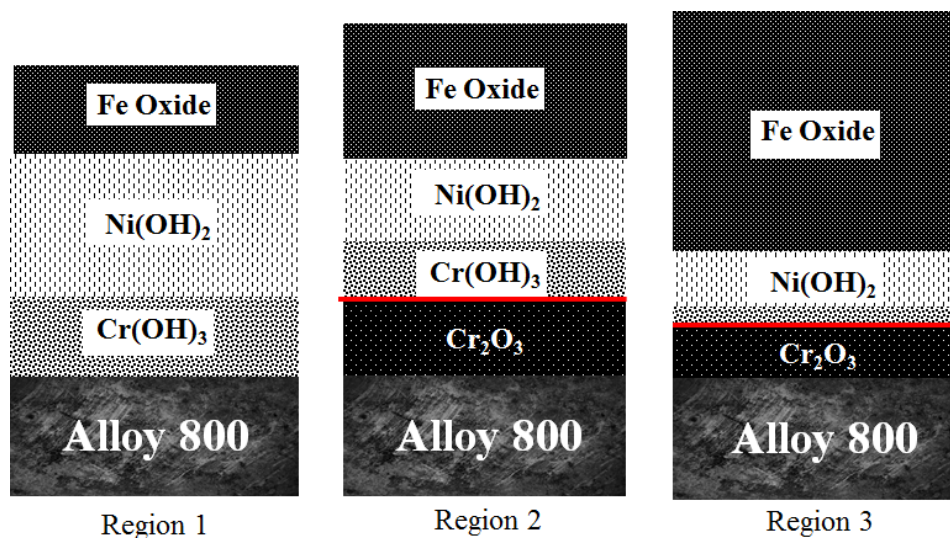 Fe Oxide
Ni(OH)₂
Cr(OH)₃
Alloy 800
Region 1
Fe Oxide
Ni(OH)₂
Cr(OH)₃
Cr₂O₃
Alloy 800
Region 2
Fe Oxide
Ni(OH)₂
Cr₂O₃
Alloy 800
Region 3